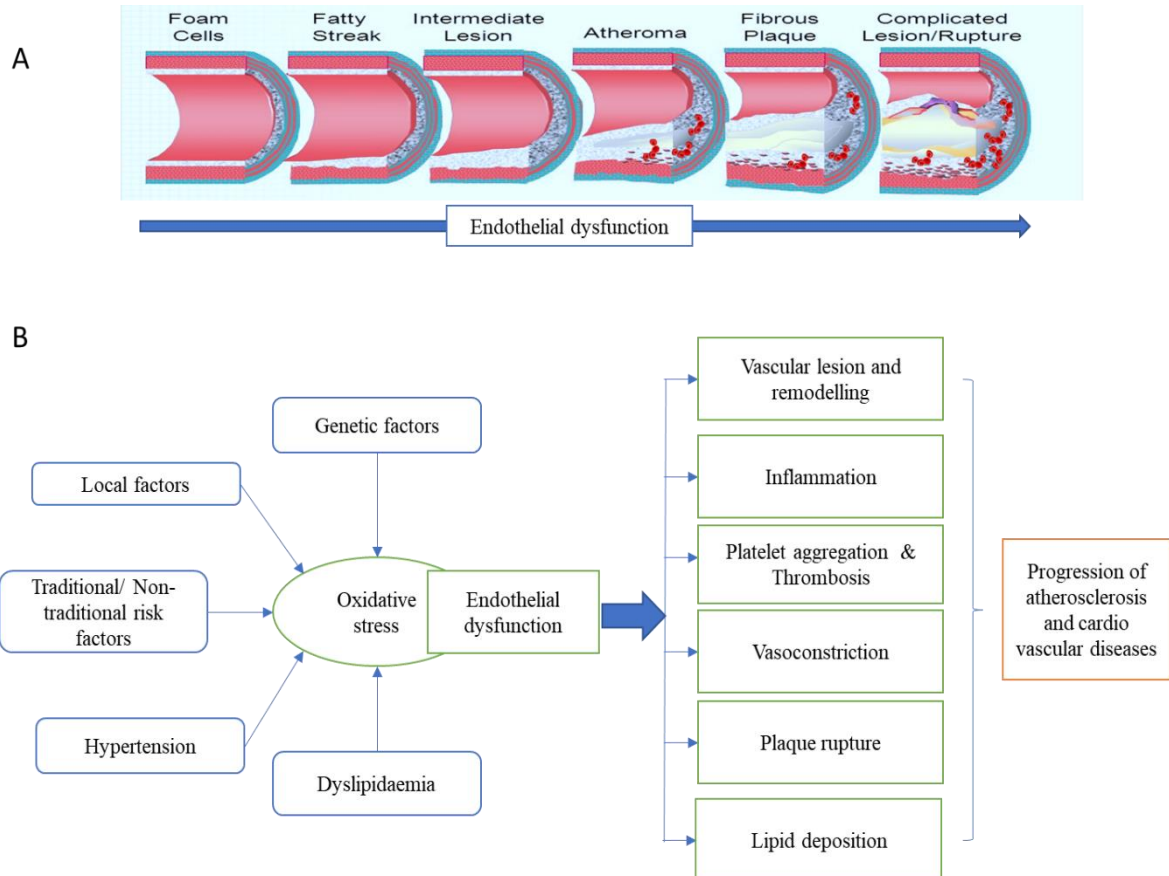 A
Foam
Cells
Fatty
Streak
Intermediate
Lesion
Atheroma
Fibrous
Plaque
Complicated
Lesion/Rupture
Endothelial dysfunction
B
Genetic factors
Local factors
Traditional/ Non-
traditional risk
factors
Hypertension
Dyslipidaemia
Oxidative
stress
Endothelial
dysfunction
Vascular lesion and
remodelling
Inflammation
Platelet aggregation &
Thrombosis
Vasoconstriction
Plaque rupture
Lipid deposition
Progression of
atherosclerosis
and cardio
vascular diseases